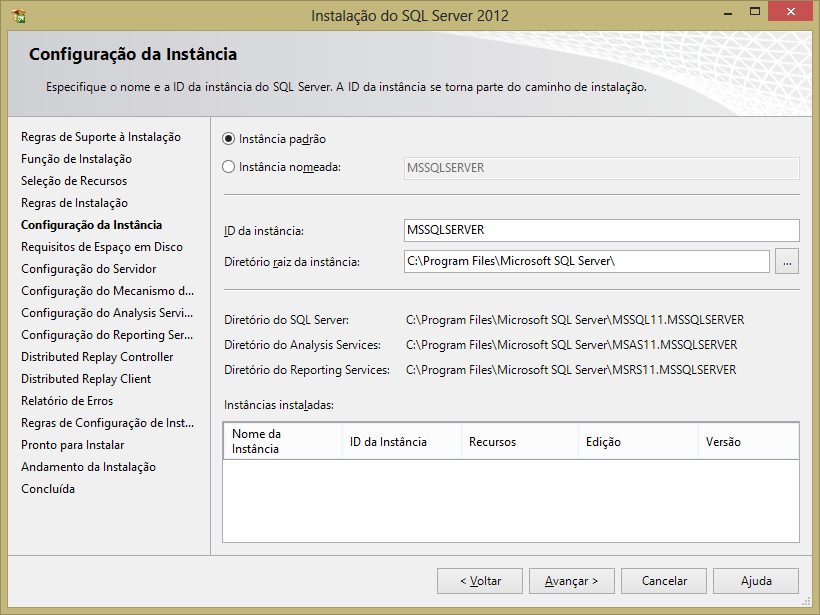 Instalação do SQL Server 2012
Configuração da Instância
Especifique o nome e a ID da instância do SQL Server. A ID da instância se torna parte do caminho de instalação.
Regras de Suporte à Instalação
Função de Instalação
Seleção de Recursos
Regras de Instalação
Configuração da Instância
Requisitos de Espaço em Disco
Configuração do Servidor
Configuração do Mecanismo d...
Configuração do Analysis Servi...
Configuração do Reporting Ser...
Distributed Replay Controller
Distributed Replay Client
Relatório de Erros
Regras de Configuração de Inst...
Pronto para Instalar
Andamento da Instalação
Concluída
Instância padrão
Instância nomeada: MSSQLSERVER
ID da instância: MSSQLSERVER
Diretório raiz da instância: C:\Program Files\Microsoft SQL Server\ ...
Diretório do SQL Server: C:\Program Files\Microsoft SQL Server\MSSQL11.MSSQLSERVER
Diretório do Analysis Services: C:\Program Files\Microsoft SQL Server\MSAS11.MSSQLSERVER
Diretório do Reporting Services: C:\Program Files\Microsoft SQL Server\MSRS11.MSSQLSERVER
Instâncias instaladas:
Nome da
Instância ID da Instância Recursos Edição Versão
< Voltar Avançar > Cancelar Ajuda